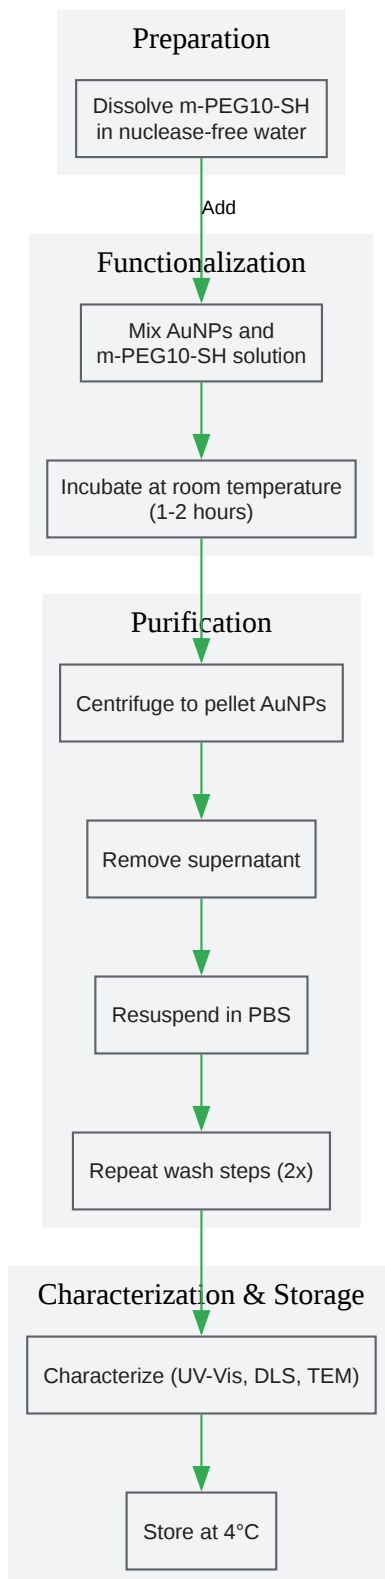 Preparation
Dissolve m-PEG10-SH
in nuclease-free water
Add
Functionalization
Mix AuNPs and
m-PEG10-SH solution
Incubate at room temperature
(1-2 hours)
Purification
Centrifuge to pellet AuNPs
Remove supernatant
Resuspend in PBS
Repeat wash steps (2x)
Characterization & Storage
Characterize (UV-Vis, DLS, TEM)
Store at 4°C